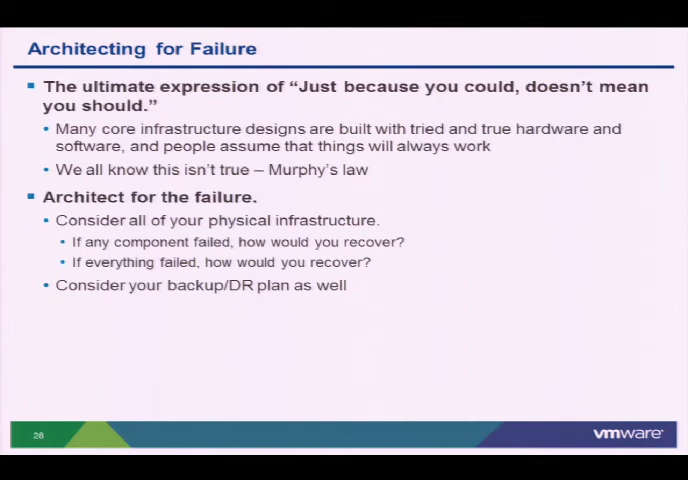 Architecting for Failure
The ultimate expression of “Just because you could, doesn’t mean
you should.”
Many core infrastructure designs are built with tried and true hardware and
software, and people assume that things will always work
We all know this isn’t true – Murphy’s law
Architect for the failure.
Consider all of your physical infrastructure.
If any component failed, how would you recover?
If everything failed, how would you recover?
Consider your backup/DR plan as well
26
vmware